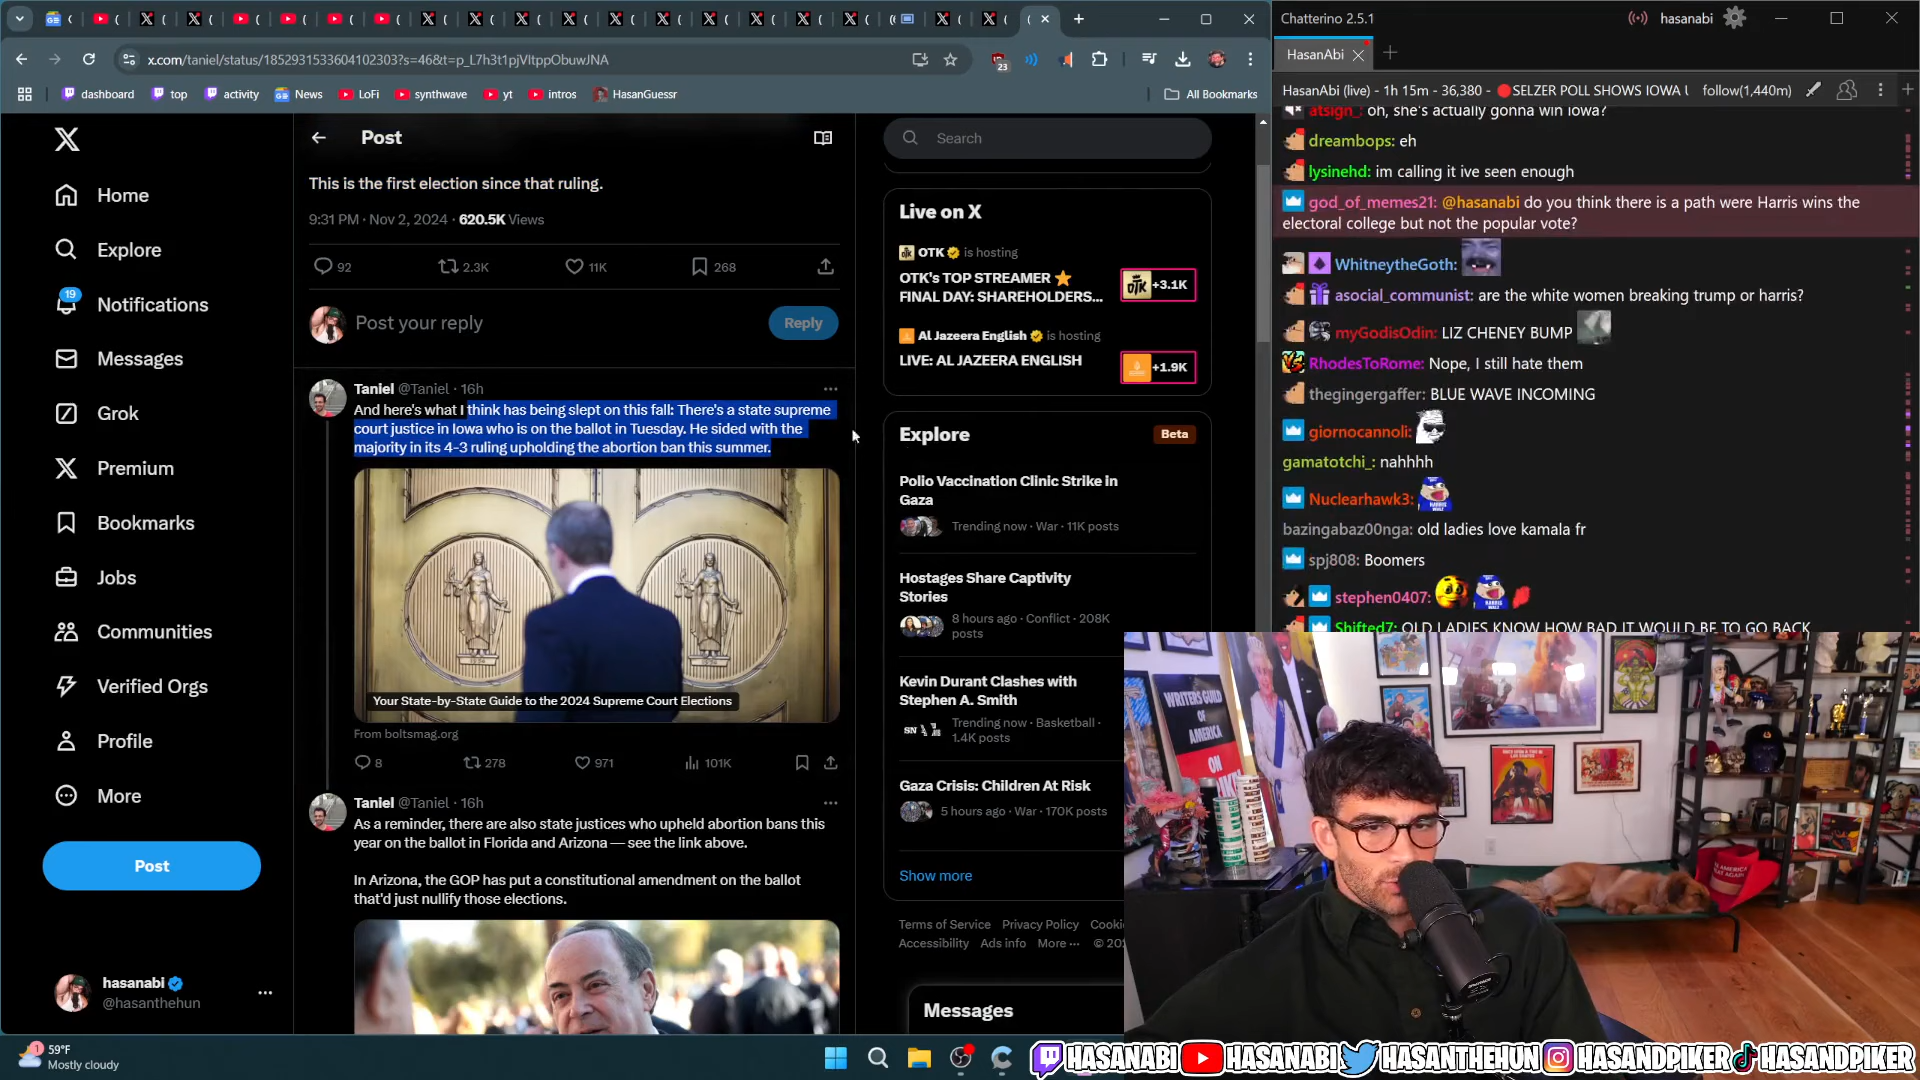 x.com/taniel/status/1852931533604102303?s=46&t=p_L7h3t1pjVItppObuwJNA
23
dashboard
top
activity
News
LoFi
synthwave
yt
intros
HasanGuessr
All Bookmarks
Home
Explore
19
Notifications
Messages
Grok
Premium
Bookmarks
Jobs
Communities
Verified Orgs
Profile
More
Post
hasanabi
@hasanthehun
Post
This is the first election since that ruling.
9:31 PM · Nov 2, 2024 · 620.5K Views
92
2.3K
11K
268
Post your reply
Reply
Taniel @Taniel · 16h
And here's what I think has being slept on this fall: There's a state supreme
court justice in Iowa who is on the ballot in Tuesday. He sided with the
majority in its 4-3 ruling upholding the abortion ban this summer.
Your State-by-State Guide to the 2024 Supreme Court Elections
From boltsmag.org
8
278
971
101K
Taniel @Taniel · 16h
As a reminder, there are also state justices who upheld abortion bans this
year on the ballot in Florida and Arizona — see the link above.
In Arizona, the GOP has put a constitutional amendment on the ballot
that'd just nullify those elections.
Search
Live on X
OTK is hosting
OTK's TOP STREAMER
FINAL DAY: SHAREHOLDERS...
+3.1K
Al Jazeera English is hosting
LIVE: AL JAZEERA ENGLISH
+1.9K
Explore
Beta
Polio Vaccination Clinic Strike in
Gaza
Trending now · War · 11K posts
Hostages Share Captivity
Stories
8 hours ago · Conflict · 208K
posts
Kevin Durant Clashes with
Stephen A. Smith
Trending now · Basketball ·
1.4K posts
Gaza Crisis: Children At Risk
5 hours ago · War · 170K posts
Show more
Terms of Service Privacy Policy Cookie
Accessibility Ads info More ··· © 20
Messages
Chatterino 2.5.1
hasanabi
HasanAbi
HasanAbi (live) - 1h 15m - 36,380 - SELZER POLL SHOWS IOWA
follow(1,440m)
atsign_: oh, she's actually gonna win iowa?
dreambops: eh
lysinehd: im calling it ive seen enough
god_of_memes21: @hasanabi do you think there is a path were Harris wins the
electoral college but not the popular vote?
WhitneytheGoth:
asocial_communist: are the white women breaking trump or harris?
myGodisOdin: LIZ CHENEY BUMP
RhodesToRome: Nope, I still hate them
thegingergaffer: BLUE WAVE INCOMING
giornocannoli:
gamatotchi_: nahhhh
Nuclearhawk3:
bazingabaz00nga: old ladies love kamala fr
spj808: Boomers
stephen0407:
Shifted7: OLD LADIES KNOW HOW BAD IT WOULD BE TO GO BACK
WRITERS GUILD
OF
AMERICA
ON
1
59°F
Mostly cloudy
HASANABI
HASANABI
HASANTHEHUN
HASANDPIKER
HASANDPIKER